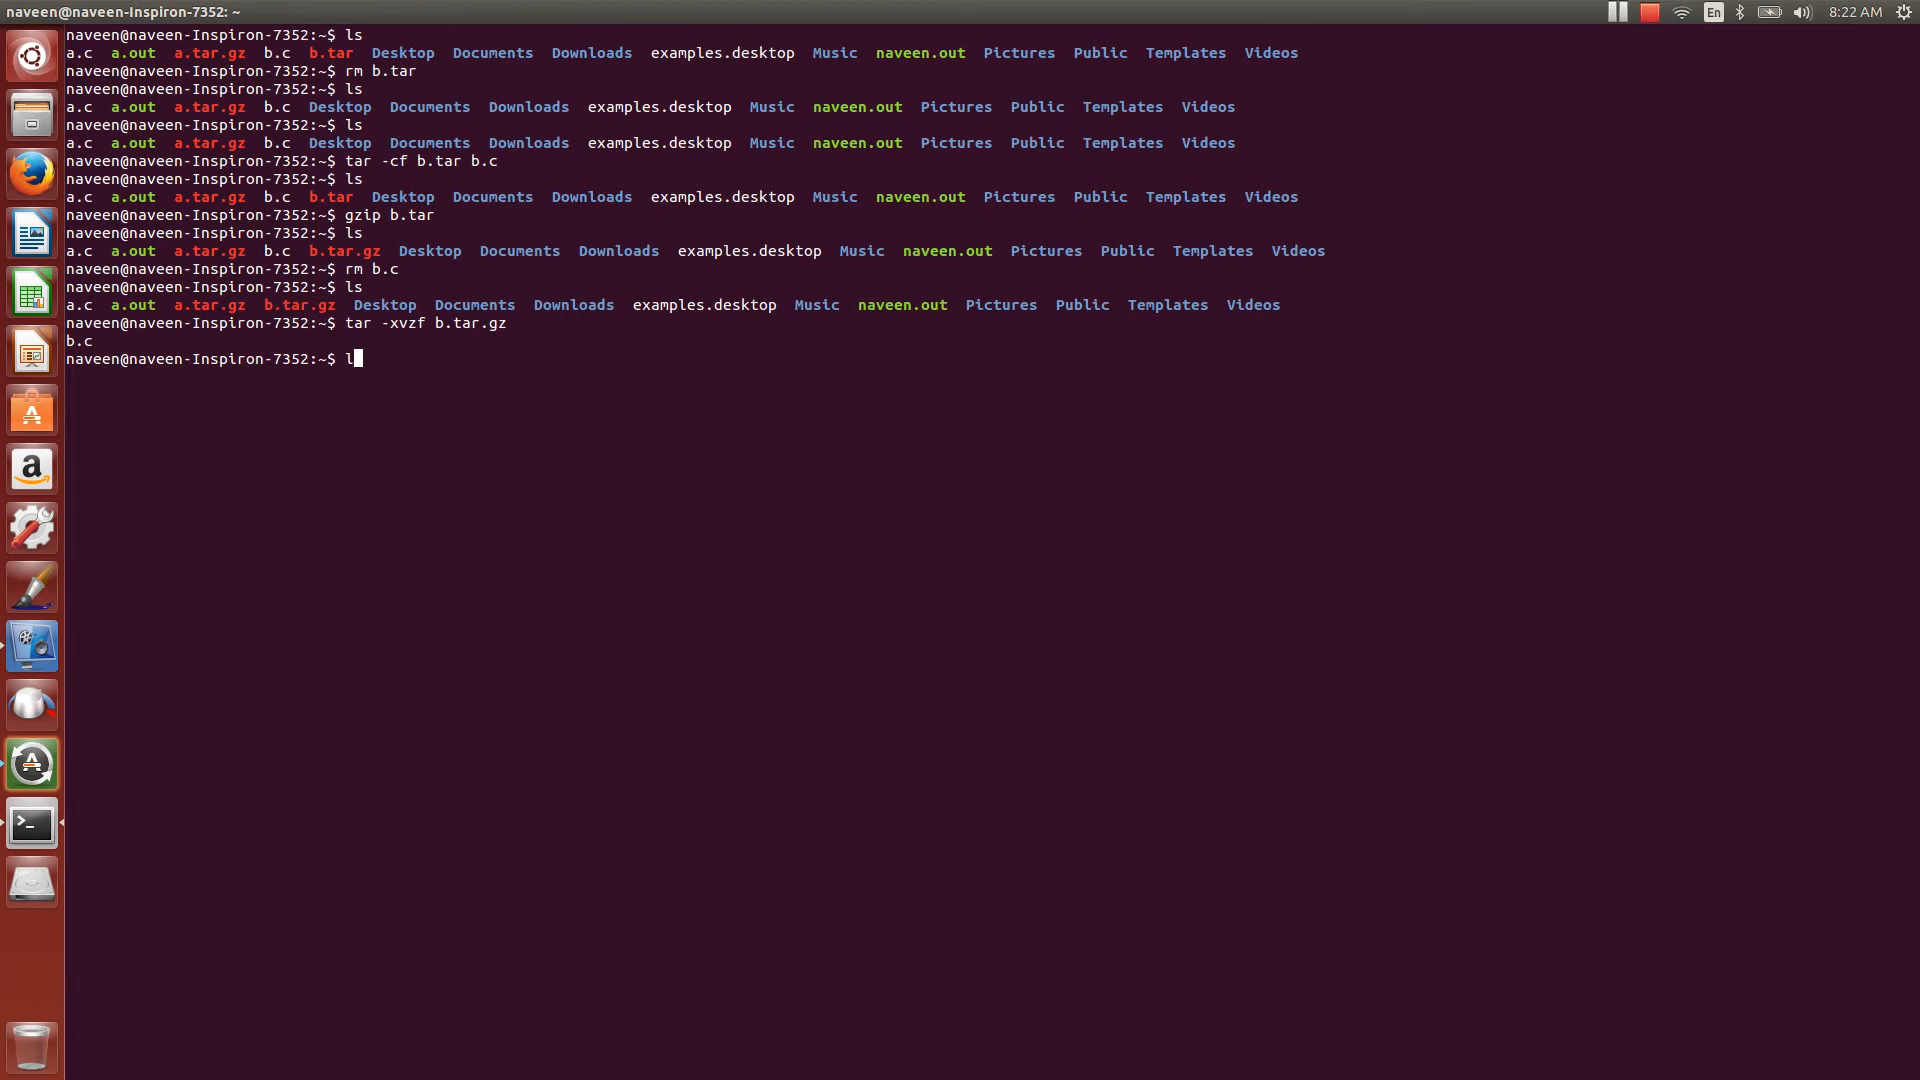 naveen@naveen-Inspiron-7352: ~
En
8:22 AM
naveen@naveen-Inspiron-7352:~$ ls
a.c  a.out  a.tar.gz  b.c  b.tar  Desktop  Documents  Downloads  examples.desktop  Music  naveen.out  Pictures  Public  Templates  Videos
naveen@naveen-Inspiron-7352:~$ rm b.tar
naveen@naveen-Inspiron-7352:~$ ls
a.c  a.out  a.tar.gz  b.c  Desktop  Documents  Downloads  examples.desktop  Music  naveen.out  Pictures  Public  Templates  Videos
naveen@naveen-Inspiron-7352:~$ ls
a.c  a.out  a.tar.gz  b.c  Desktop  Documents  Downloads  examples.desktop  Music  naveen.out  Pictures  Public  Templates  Videos
naveen@naveen-Inspiron-7352:~$ tar -cf b.tar b.c
naveen@naveen-Inspiron-7352:~$ ls
a.c  a.out  a.tar.gz  b.c  b.tar  Desktop  Documents  Downloads  examples.desktop  Music  naveen.out  Pictures  Public  Templates  Videos
naveen@naveen-Inspiron-7352:~$ gzip b.tar
naveen@naveen-Inspiron-7352:~$ ls
a.c  a.out  a.tar.gz  b.c  b.tar.gz  Desktop  Documents  Downloads  examples.desktop  Music  naveen.out  Pictures  Public  Templates  Videos
naveen@naveen-Inspiron-7352:~$ rm b.c
naveen@naveen-Inspiron-7352:~$ ls
a.c  a.out  a.tar.gz  b.tar.gz  Desktop  Documents  Downloads  examples.desktop  Music  naveen.out  Pictures  Public  Templates  Videos
naveen@naveen-Inspiron-7352:~$ tar -xvzf b.tar.gz
b.c
naveen@naveen-Inspiron-7352:~$ l